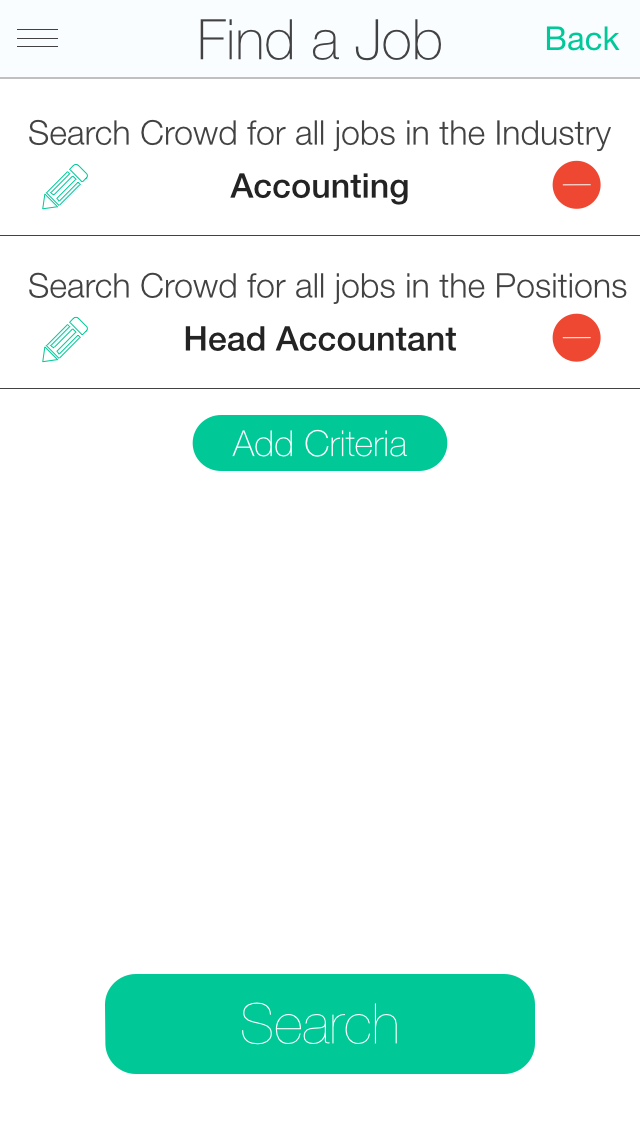 Find a Job
Back
Search Crowd for all jobs in the Industry
Accounting
Search Crowd for all jobs in the Positions
Head Accountant
Add Criteria
Search